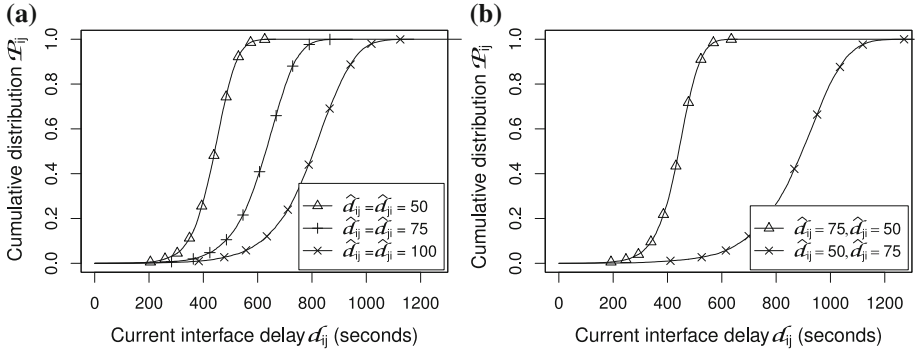 (a)
Cumulative distribution 𝒫ij
0.0 0.2 0.4 0.6 0.8 1.0
0 200 400 600 800 1000 1200
Current interface delay 𝒹ij (seconds)
𝒹̂ij = 𝒹̂ji = 50
𝒹̂ij = 𝒹̂ji = 75
𝒹̂ij = 𝒹̂ji = 100
(b)
Cumulative distribution 𝒫ij
0.0 0.2 0.4 0.6 0.8 1.0
0 200 400 600 800 1000 1200
Current interface delay 𝒹ij (seconds)
𝒹̂ij = 75, 𝒹̂ji = 50
𝒹̂ij = 50, 𝒹̂ji = 75